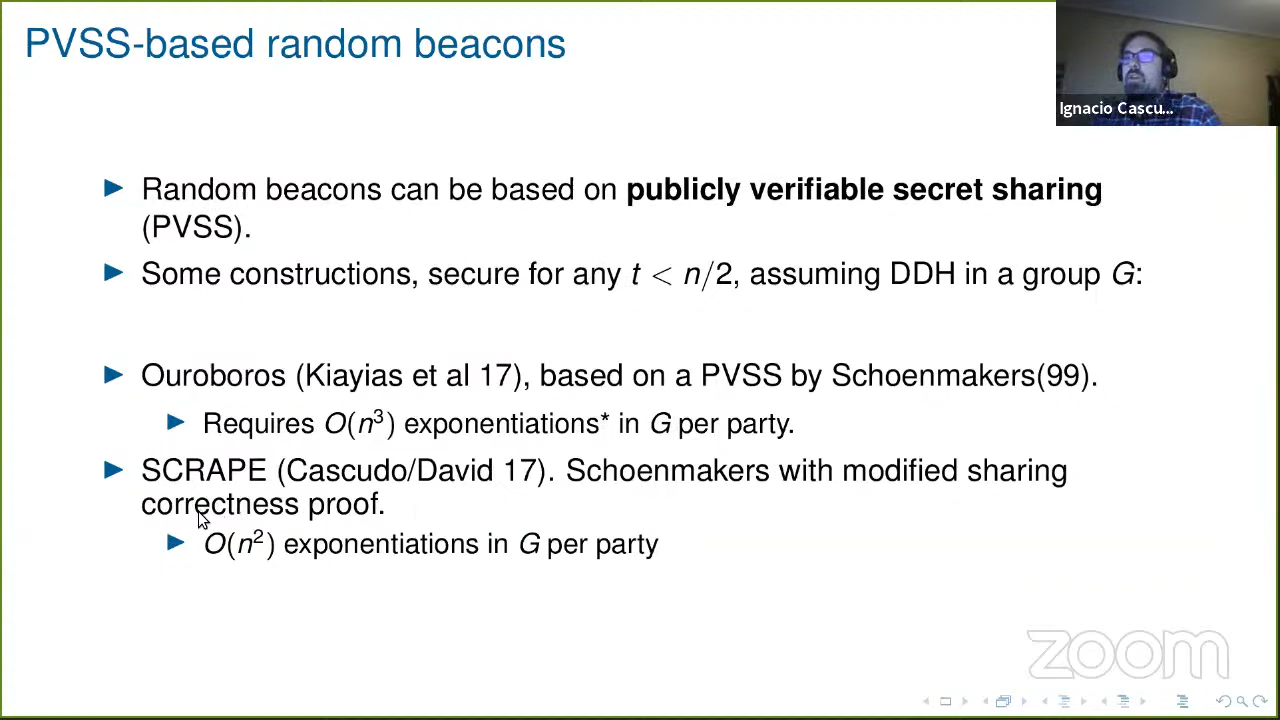 PVSS-based random beacons
Ignacio Cascu...
Random beacons can be based on publicly verifiable secret sharing
(PVSS).
Some constructions, secure for any t < n/2, assuming DDH in a group G:
Ouroboros (Kiayias et al 17), based on a PVSS by Schoenmakers(99).
Requires O(n³) exponentiations* in G per party.
SCRAPE (Cascudo/David 17). Schoenmakers with modified sharing
correctness proof.
O(n²) exponentiations in G per party
zoom